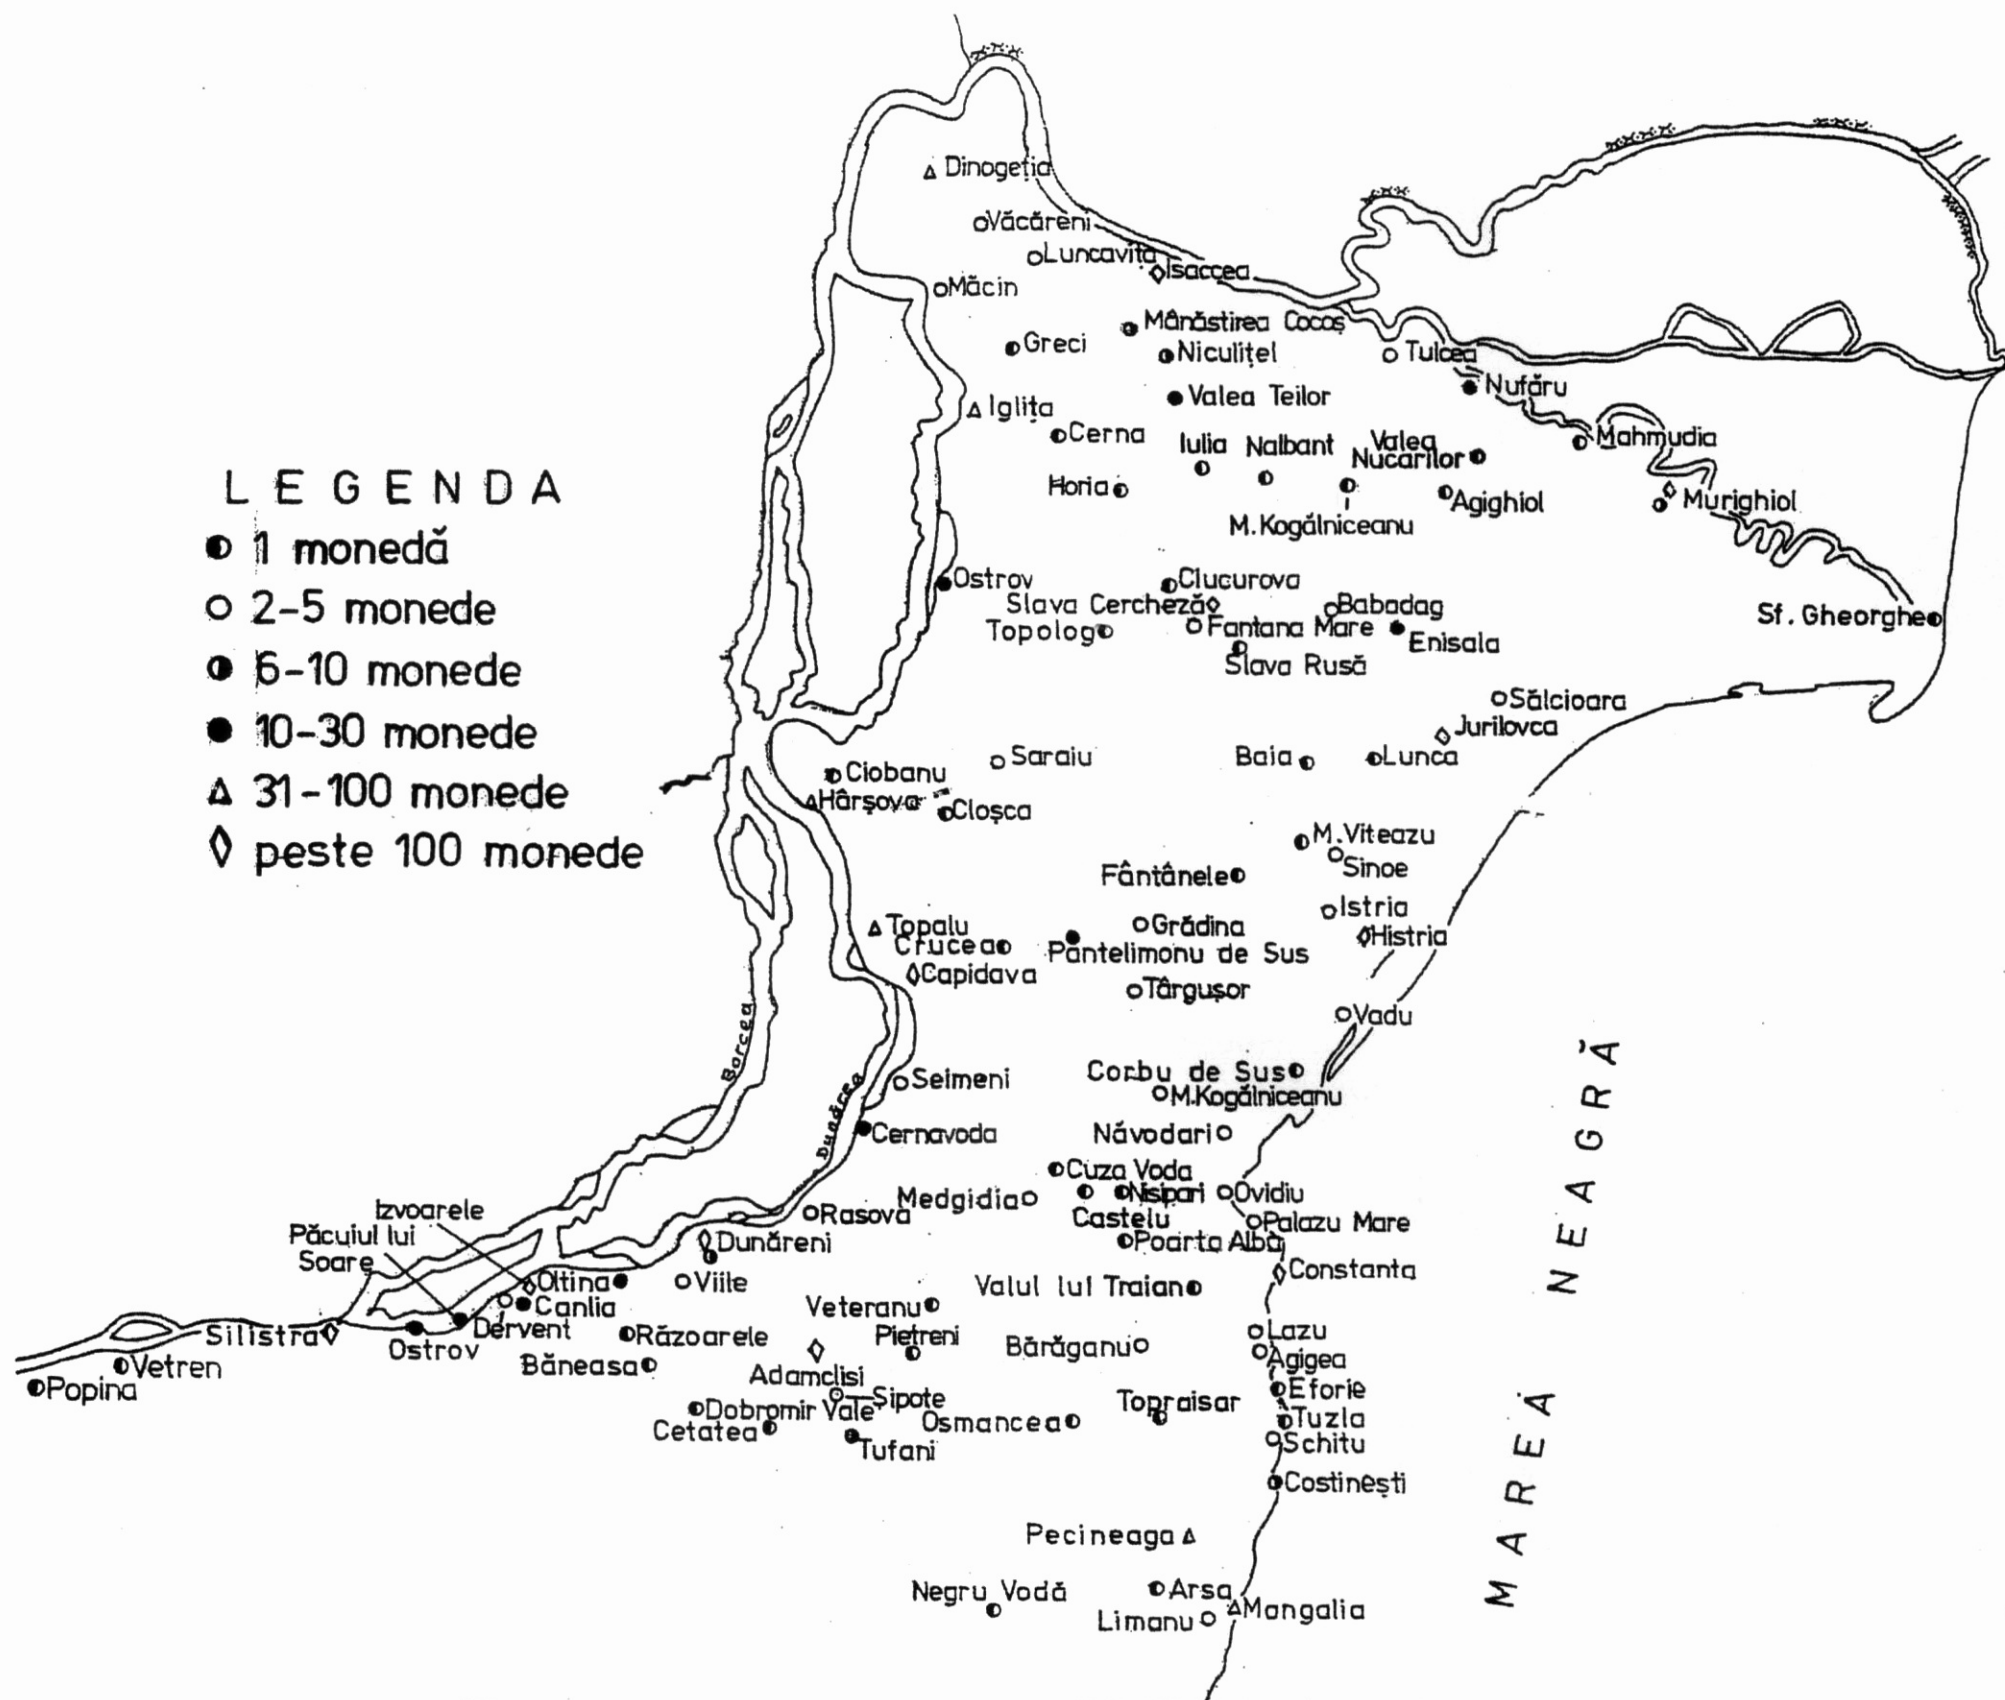 LEGENDA
1 monedă
2-5 monede
6-10 monede
10-30 monede
31-100 monede
peste 100 monede
Dinogeția
Văcăreni
Luncavița
Isaccea
Măcin
Mânăstirea Cocoș
Greci
Niculițel
Tulcea
Nufăru
Valea Teilor
Iglița
Cerna
Iulia
Nalbant
Valea
Nucarilor
Mahmudia
Horia
Agighiol
Murighiol
M.Kogălniceanu
Ostrov
Ciucurova
Slava Cercheză
Babadag
Topolog
Fantana Mare
Enisala
Sf. Gheorghe
Slava Rusă
Sălcioara
Jurilovca
Saraiu
Baia
Lunca
Ciobanu
Hârșova
Cloșca
M.Viteazu
Sinoe
Fântânele
Istria
Topalu
Grădina
Histria
Crucea
Pantelimonu de Sus
Capidava
Târgușor
Vadu
Borcea
Dunărea
Seimeni
Corbu de Sus
M.Kogălniceanu
Cernavoda
Năvodari
Cuza Voda
Medgidia
Nisipari
Ovidiu
Castelu
Rasova
Palazu Mare
Izvoarele
Păcuiul lui
Soare
Dunăreni
Poarta Albă
Constanta
Oltina
Viile
Valul lui Traian
Canlia
Veteranu
Silistra
Dervent
Ostrov
Răzoarele
Pietreni
Bărăganu
Lazu
Agigea
Vetren
Băneasa
Adamclisi
Popina
Eforie
Șipote
Dobromir Vale
Topraisar
Tuzla
Cetatea
Osmancea
Tufani
Schitu
Costinești
Pecineaga
Negru Vodă
Arsa
Limanu
Mangalia
MAREA NEAGRĂ